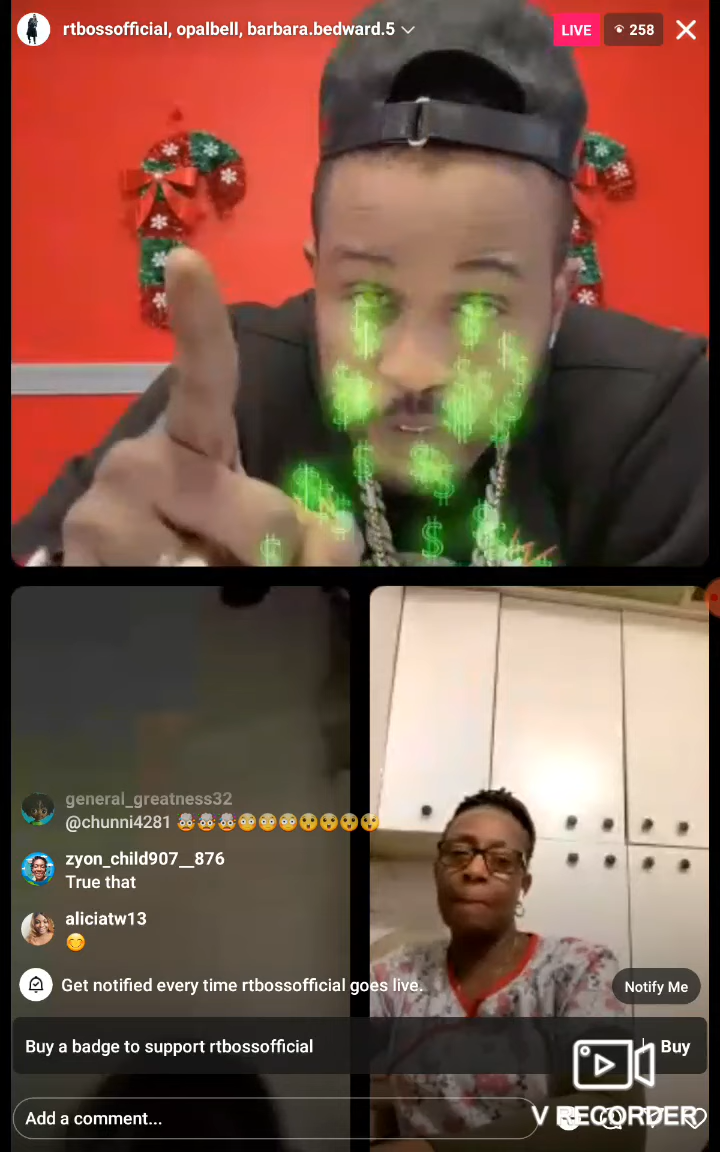 rtbossofficial, opalbell, barbara.bedward.5
LIVE
258
general_greatness32
@chunni4281 🤯🤯🤯😳😳😳😲😲😲😲
zyon_child907__876
True that
aliciatw13
😊
Get notified every time rtbossofficial goes live.
Notify Me
Buy a badge to support rtbossofficial
Buy
Add a comment...
V RECORDER